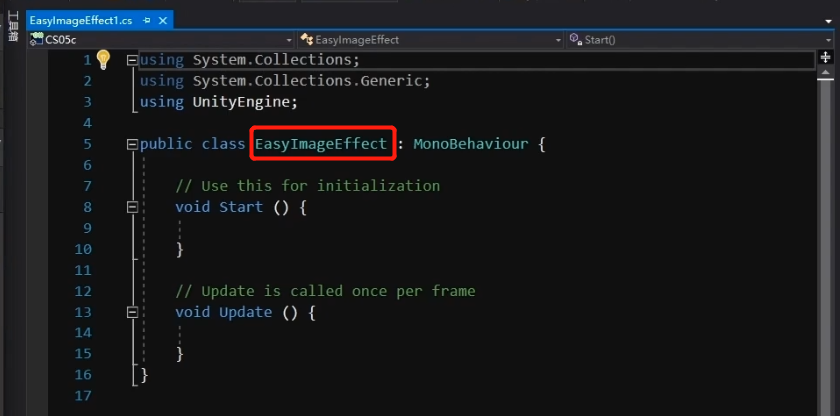 工具箱
EasyImageEffect1.cs
CS05c
EasyImageEffect
Start()
1 using System.Collections;
2 using System.Collections.Generic;
3 using UnityEngine;
4
5 public class EasyImageEffect : MonoBehaviour {
6
7 // Use this for initialization
8 void Start () {
9
10 }
11
12 // Update is called once per frame
13 void Update () {
14
15 }
16 }
17